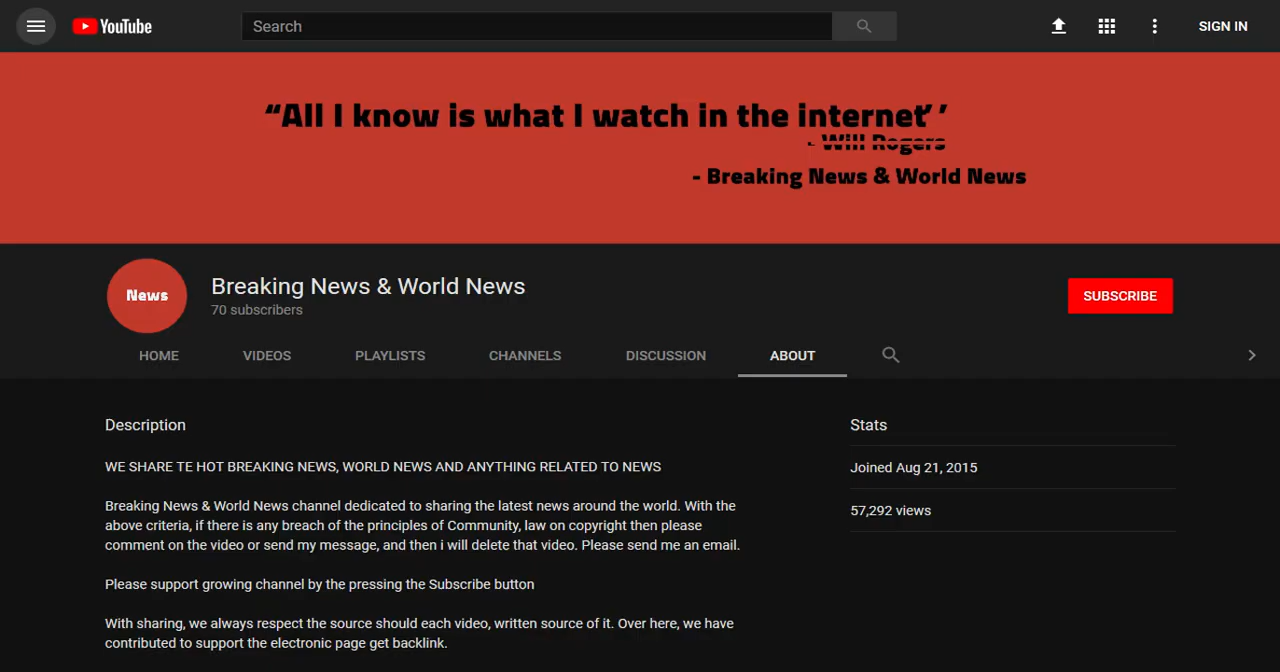 YouTube
Search
SIGN IN
“All I know is what I watch in the internet’’
- Will Rogers
- Breaking News & World News
News
Breaking News & World News
70 subscribers
SUBSCRIBE
HOME VIDEOS PLAYLISTS CHANNELS DISCUSSION ABOUT
Description
WE SHARE TE HOT BREAKING NEWS, WORLD NEWS AND ANYTHING RELATED TO NEWS
Breaking News & World News channel dedicated to sharing the latest news around the world. With the
above criteria, if there is any breach of the principles of Community, law on copyright then please
comment on the video or send my message, and then i will delete that video. Please send me an email.
Please support growing channel by the pressing the Subscribe button
With sharing, we always respect the source should each video, written source of it. Over here, we have
contributed to support the electronic page get backlink.
Stats
Joined Aug 21, 2015
57,292 views